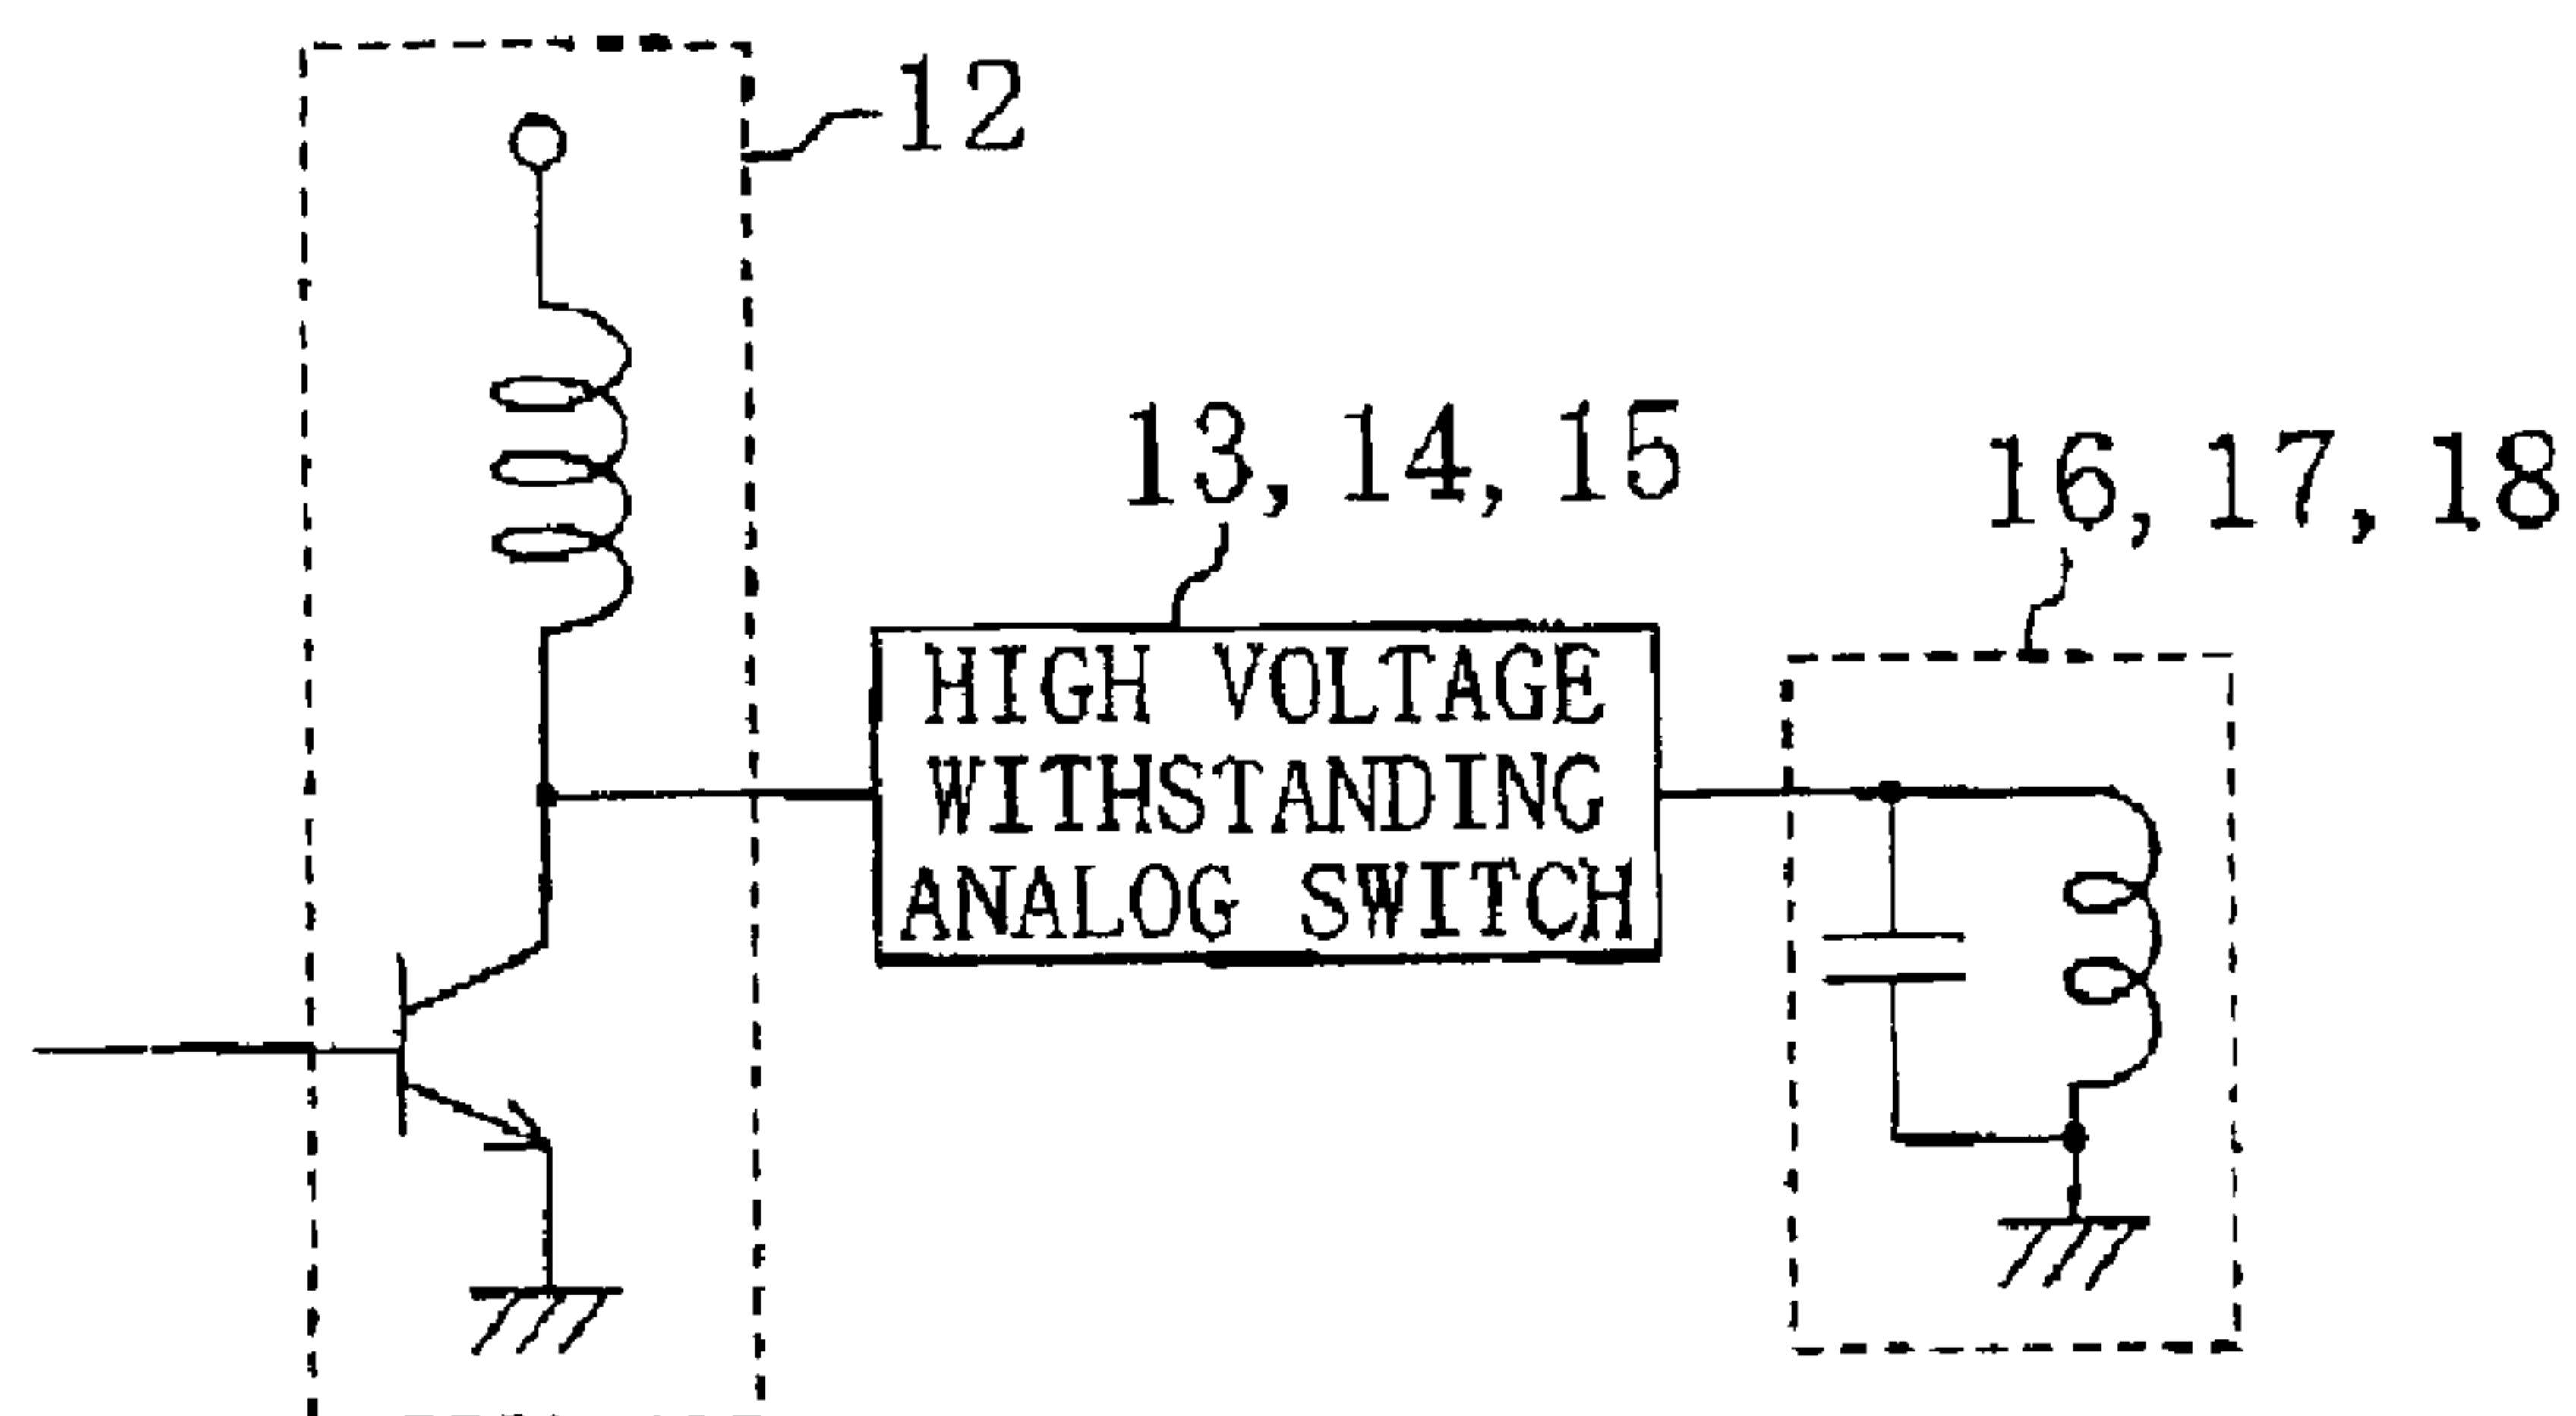 12
13, 14, 15
16, 17, 18
HIGH VOLTAGE
WITHSTANDING
ANALOG SWITCH